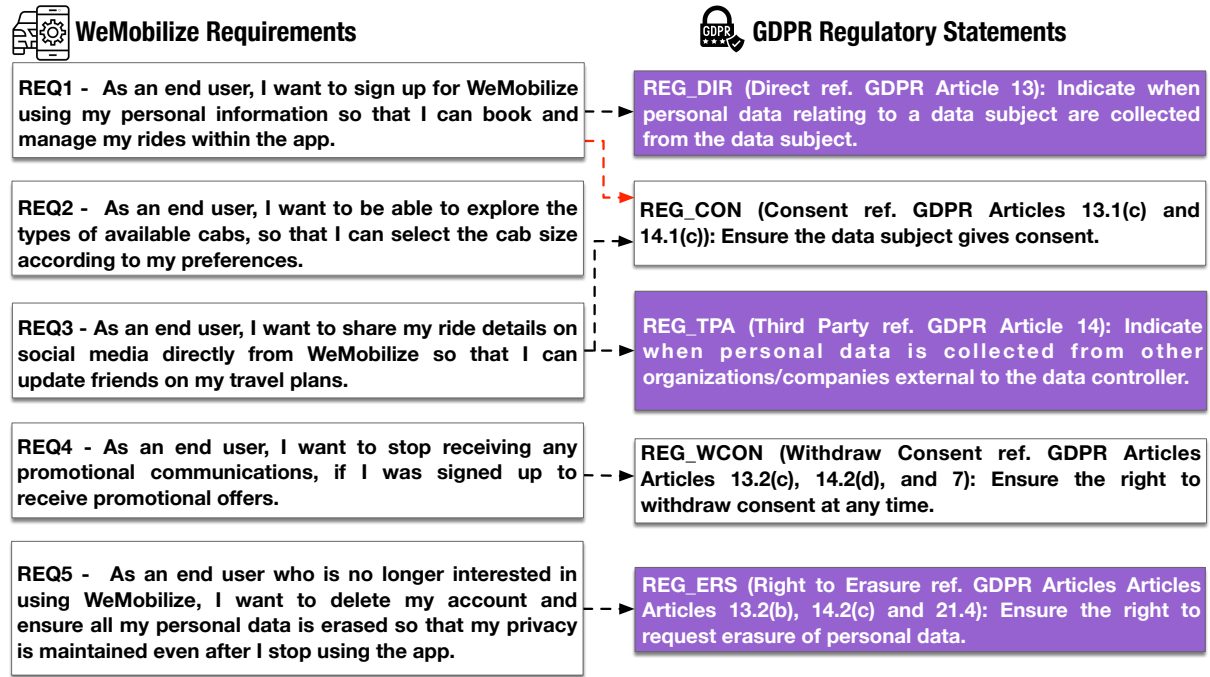 WeMobilize Requirements
REQ1 - As an end user, I want to sign up for WeMobilize
using my personal information so that I can book and
manage my rides within the app.
REQ2 - As an end user, I want to be able to explore the
types of available cabs, so that I can select the cab size
according to my preferences.
REQ3 - As an end user, I want to share my ride details on
social media directly from WeMobilize so that I can
update friends on my travel plans.
REQ4 - As an end user, I want to stop receiving any
promotional communications, if I was signed up to
receive promotional offers.
REQ5 - As an end user who is no longer interested in
using WeMobilize, I want to delete my account and
ensure all my personal data is erased so that my privacy
is maintained even after I stop using the app.
GDPR
GDPR Regulatory Statements
REG_DIR (Direct ref. GDPR Article 13): Indicate when
personal data relating to a data subject are collected
from the data subject.
REG_CON (Consent ref. GDPR Articles 13.1(c) and
14.1(c)): Ensure the data subject gives consent.
REG_TPA (Third Party ref. GDPR Article 14): Indicate
when personal data is collected from other
organizations/companies external to the data controller.
REG_WCON (Withdraw Consent ref. GDPR Articles
Articles 13.2(c), 14.2(d), and 7): Ensure the right to
withdraw consent at any time.
REG_ERS (Right to Erasure ref. GDPR Articles Articles
Articles 13.2(b), 14.2(c) and 21.4): Ensure the right to
request erasure of personal data.